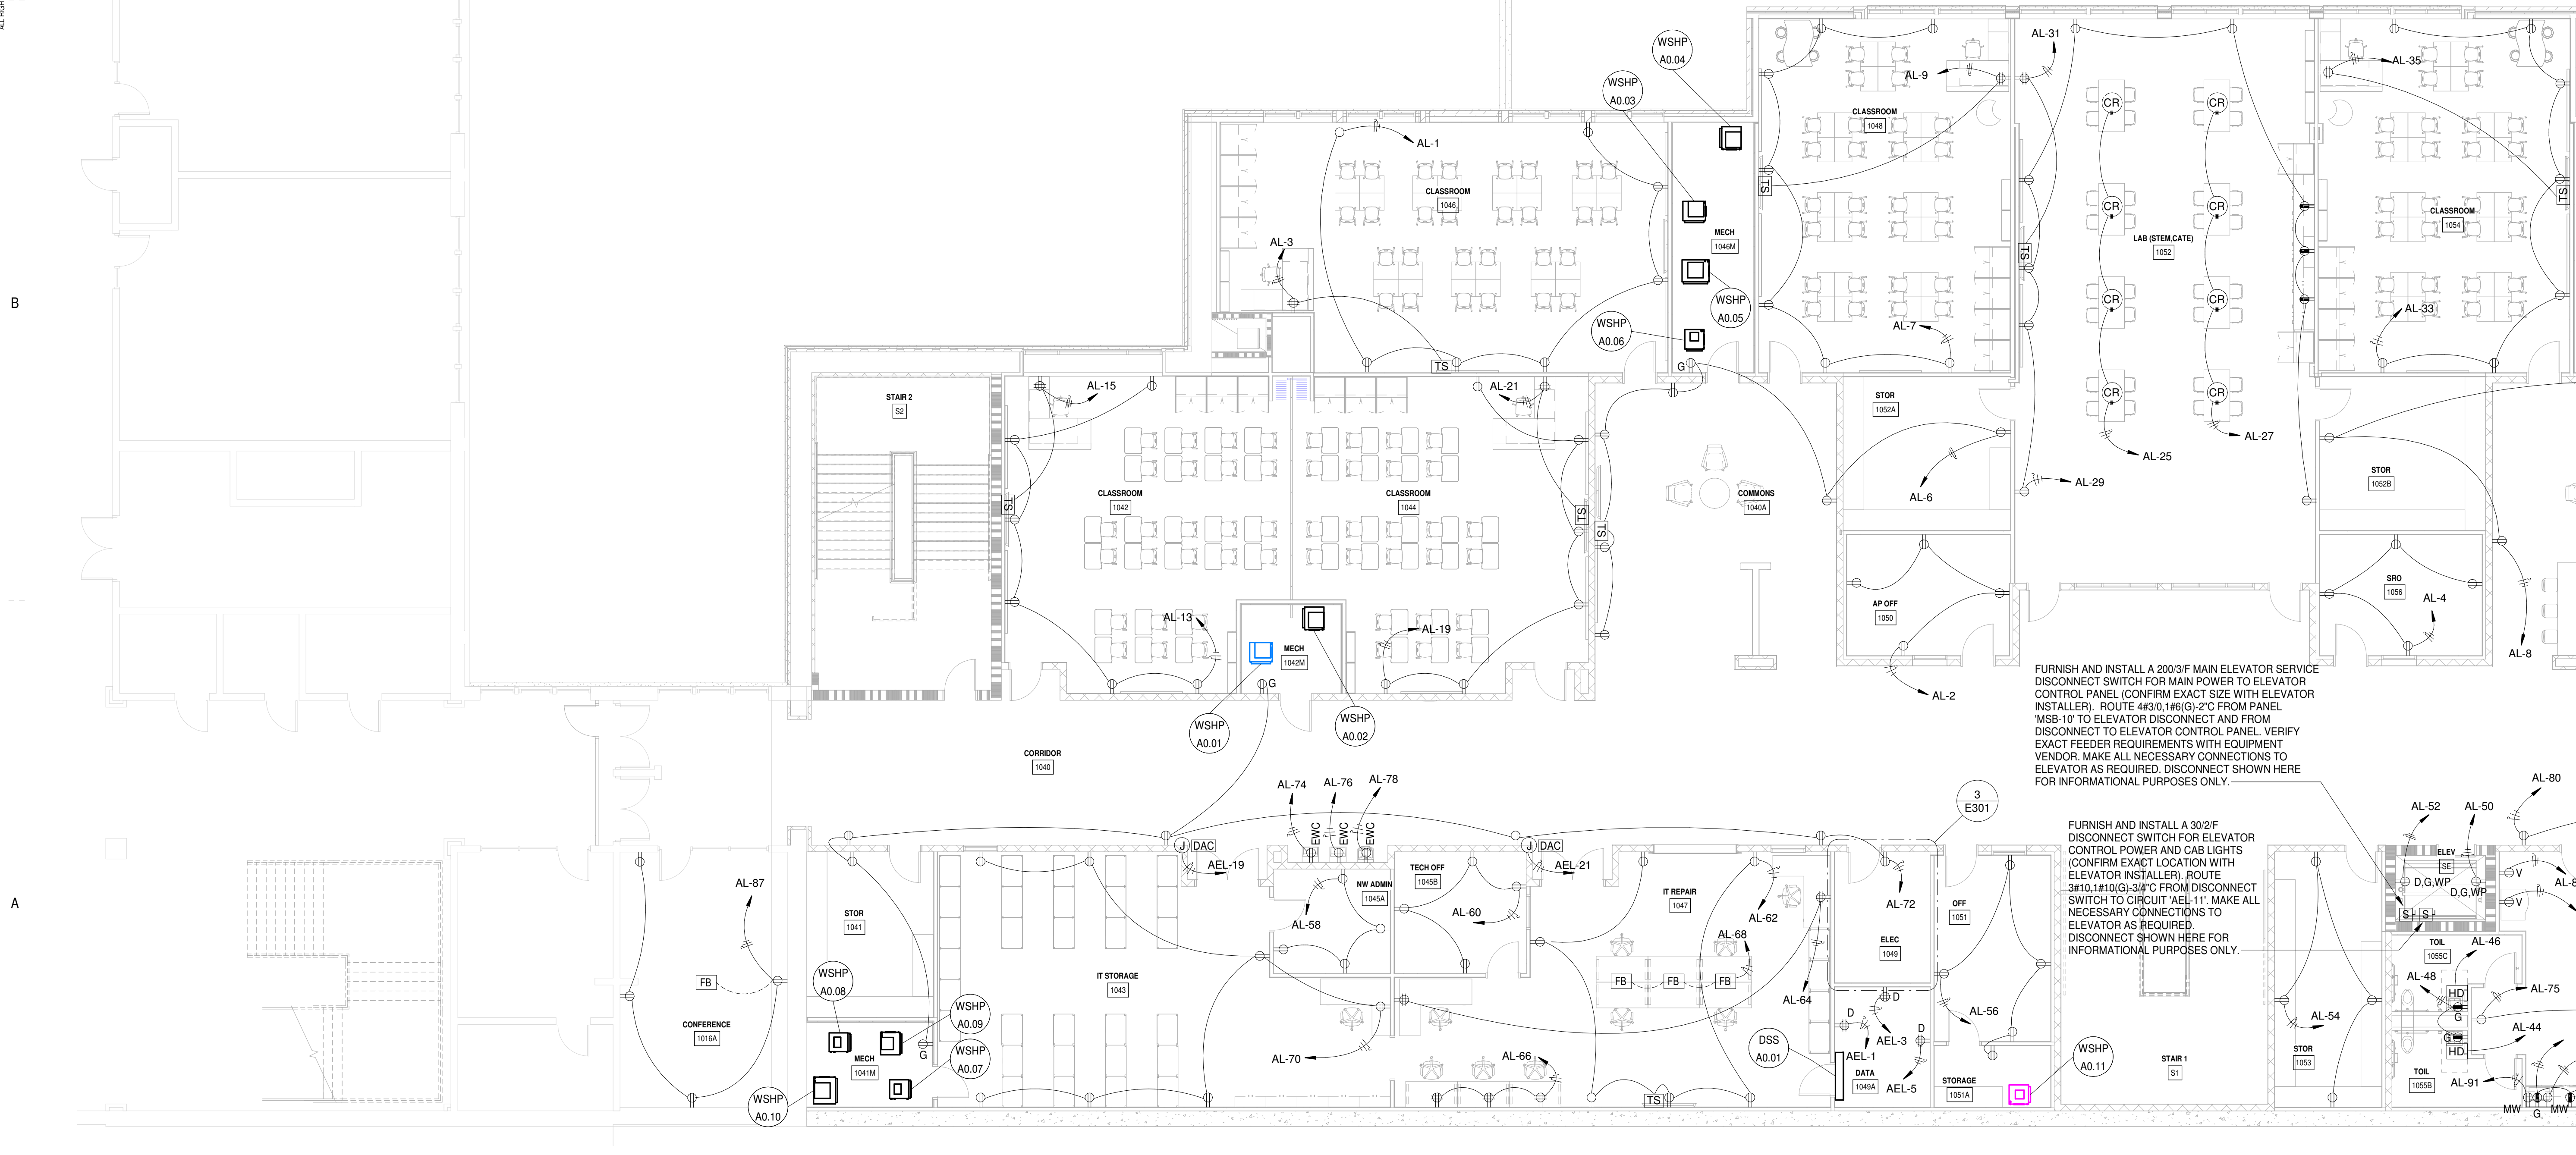 ALL RIGH
B
A
WSHP
A0.04
WSHP
A0.03
AL-1
CLASSROOM
1046
AL-3
TS
MECH
1046M
WSHP
A0.05
WSHP
A0.06
G
AL-9
AL-31
CLASSROOM
1048
TS
AL-7
CR
CR
CR
CR
CR
CR
CR
CR
LAB (STEM,CATE)
1052
TS
AL-25
AL-27
AL-29
AL-35
CLASSROOM
1054
TS
AL-33
STAIR 2
S2
AL-15
TS
CLASSROOM
1042
AL-13
AL-21
CLASSROOM
1044
TS
TS
AL-19
MECH
1042M
G
WSHP
A0.01
WSHP
A0.02
COMMONS
1040A
STOR
1052A
AL-6
AP OFF
1050
AL-2
STOR
1052B
SRO
1056
AL-4
AL-8
FURNISH AND INSTALL A 200/3/F MAIN ELEVATOR SERVICE
DISCONNECT SWITCH FOR MAIN POWER TO ELEVATOR
CONTROL PANEL (CONFIRM EXACT SIZE WITH ELEVATOR
INSTALLER). ROUTE 4#3/0,1#6(G)-2"C FROM PANEL
'MSB-10' TO ELEVATOR DISCONNECT AND FROM
DISCONNECT TO ELEVATOR CONTROL PANEL. VERIFY
EXACT FEEDER REQUIREMENTS WITH EQUIPMENT
VENDOR. MAKE ALL NECESSARY CONNECTIONS TO
ELEVATOR AS REQUIRED. DISCONNECT SHOWN HERE
FOR INFORMATIONAL PURPOSES ONLY.
FURNISH AND INSTALL A 30/2/F
DISCONNECT SWITCH FOR ELEVATOR
CONTROL POWER AND CAB LIGHTS
(CONFIRM EXACT LOCATION WITH
ELEVATOR INSTALLER). ROUTE
3#10,1#10(G)-3/4"C FROM DISCONNECT
SWITCH TO CIRCUIT 'AEL-11'. MAKE ALL
NECESSARY CONNECTIONS TO
ELEVATOR AS REQUIRED.
DISCONNECT SHOWN HERE FOR
INFORMATIONAL PURPOSES ONLY.
CORRIDOR
1040
AL-74
AL-76
AL-78
EWC
EWC
EWC
3
E301
J
DAC
AEL-19
J
DAC
AEL-21
AL-87
FB
CONFERENCE
1016A
STOR
1041
WSHP
A0.08
WSHP
A0.09
WSHP
A0.07
WSHP
A0.10
MECH
1041M
G
IT STORAGE
1043
NW ADMIN
1045A
AL-58
TECH OFF
1045B
AL-60
IT REPAIR
1047
AL-62
AL-68
FB
FB
FB
AL-64
AL-70
AL-66
TS
AL-72
ELEC
1049
D
D
D
AEL-3
AEL-1
AEL-5
DATA
1049A
DSS
A0.01
OFF
1051
AL-56
STORAGE
1051A
WSHP
A0.11
STAIR 1
S1
AL-54
STOR
1053
AL-80
AL-52
AL-50
ELEV
SE
D,G,WP
D,G,WP
S
S
V
V
AL-8
TOIL
1055C
AL-46
AL-48
HD
G
AL-75
AL-44
G
HD
TOIL
1055B
AL-91
MW
G
MW